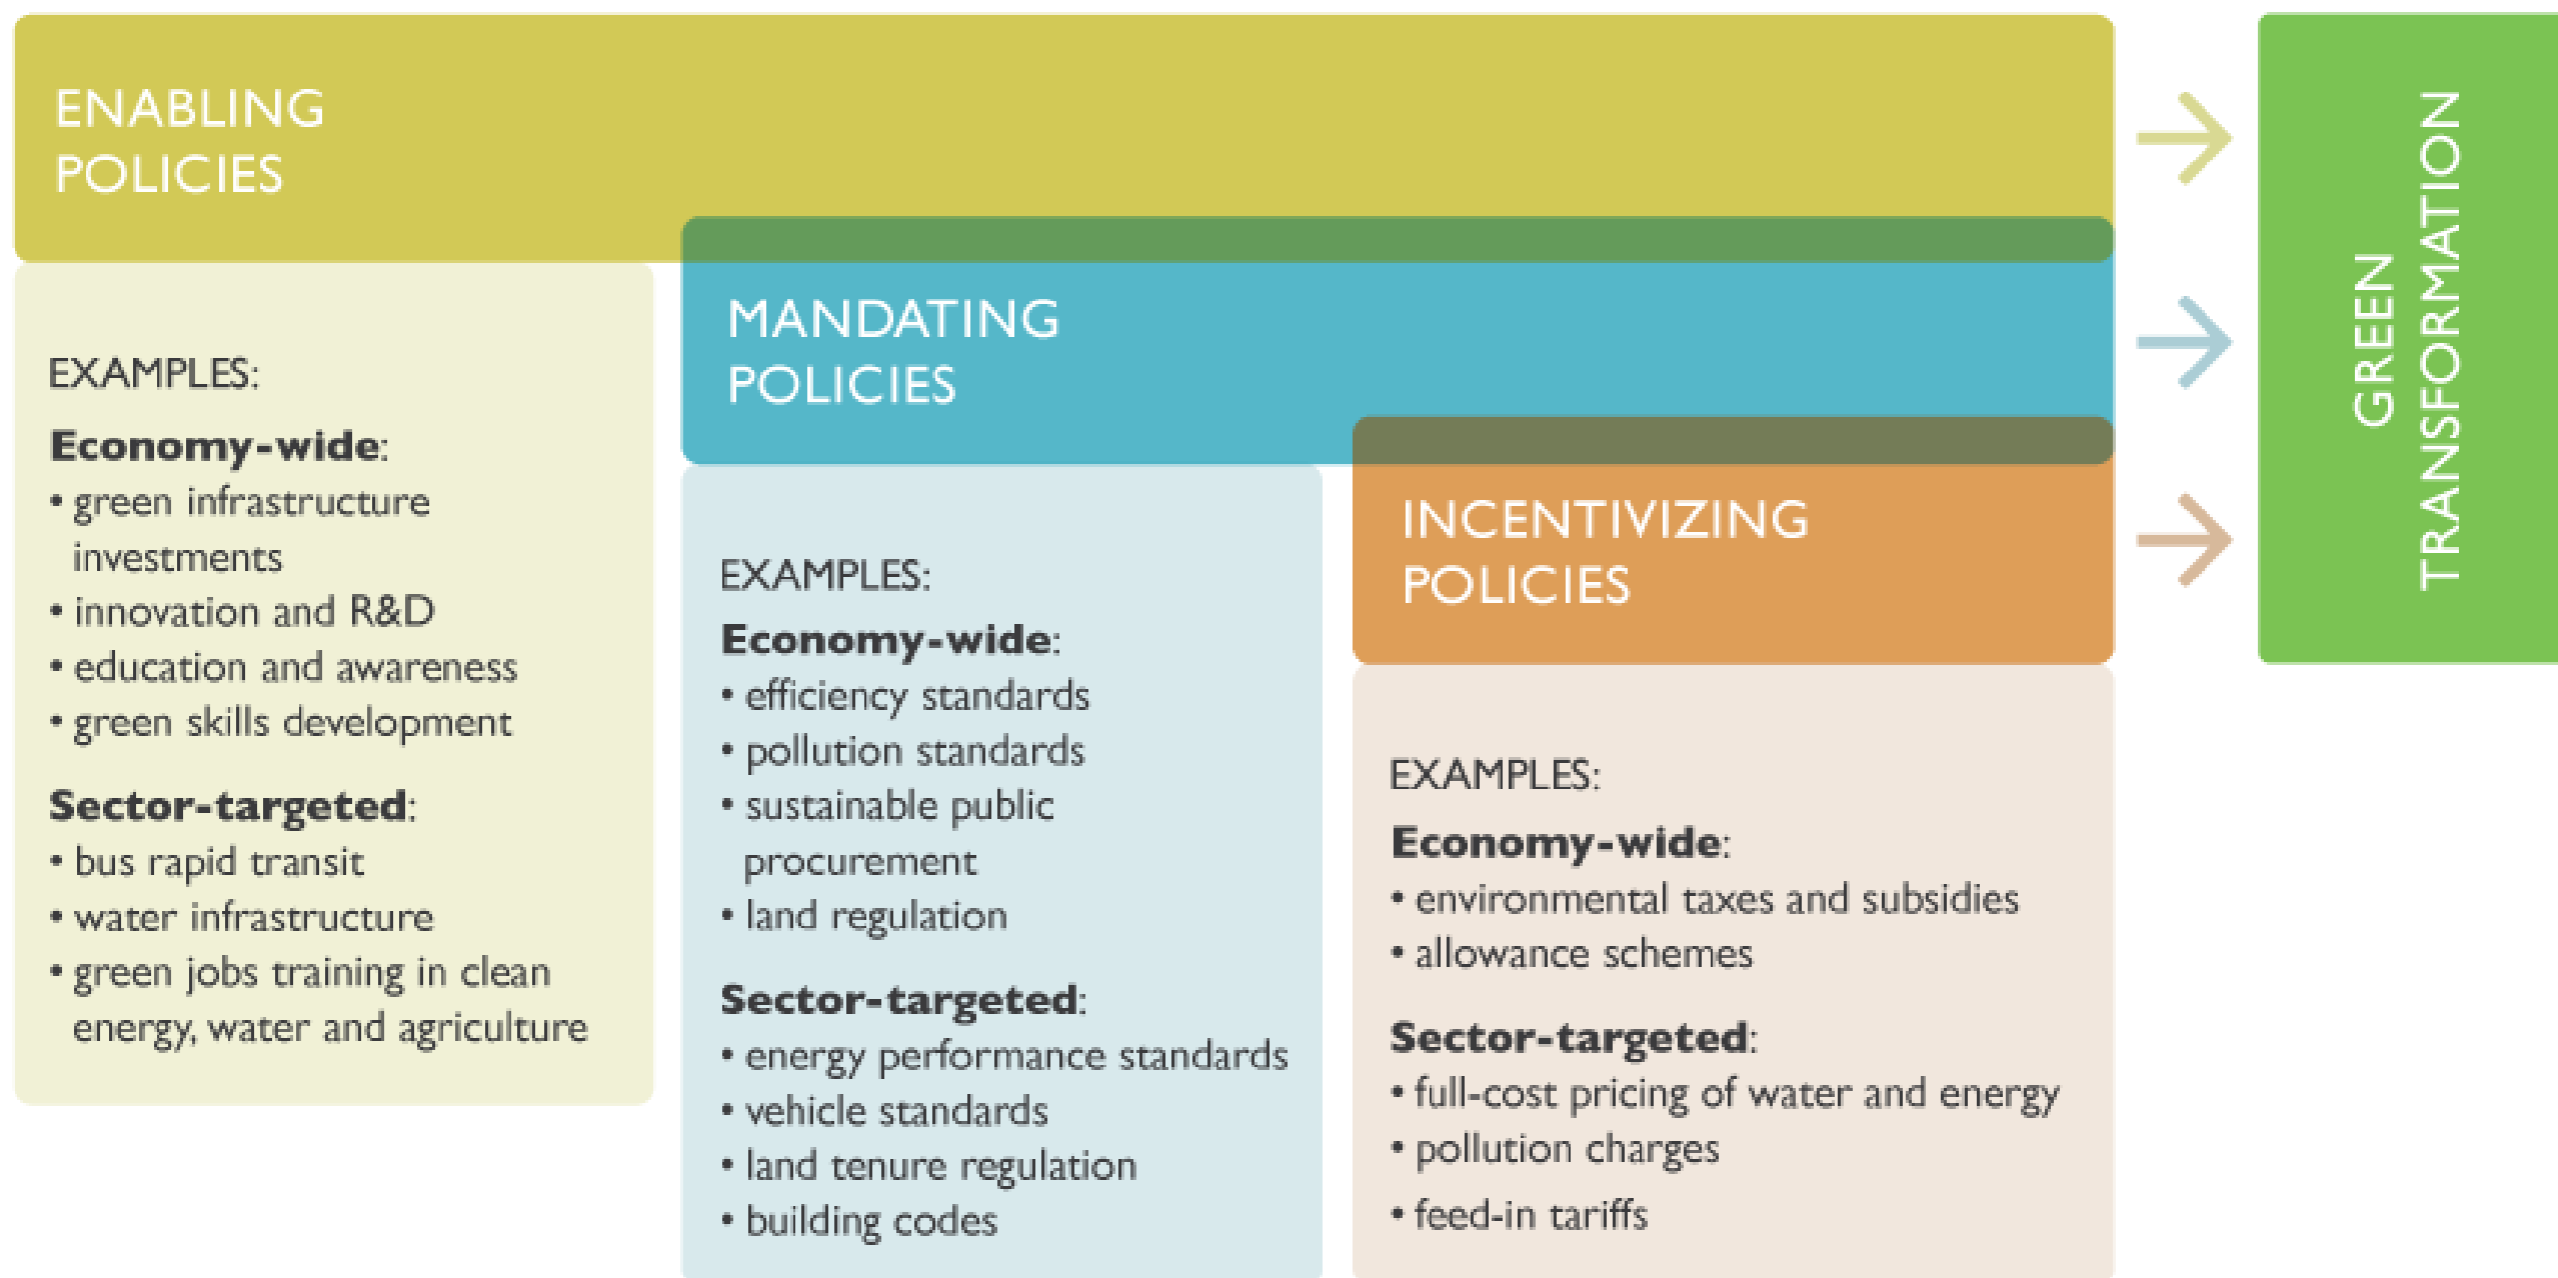 ENABLING
POLICIES
EXAMPLES:
Economy-wide:
• green infrastructure
investments
• innovation and R&D
• education and awareness
• green skills development
Sector-targeted:
• bus rapid transit
• water infrastructure
• green jobs training in clean
energy, water and agriculture
MANDATING
POLICIES
EXAMPLES:
Economy-wide:
• efficiency standards
• pollution standards
• sustainable public
procurement
• land regulation
Sector-targeted:
• energy performance standards
• vehicle standards
• land tenure regulation
• building codes
INCENTIVIZING
POLICIES
EXAMPLES:
Economy-wide:
• environmental taxes and subsidies
• allowance schemes
Sector-targeted:
• full-cost pricing of water and energy
• pollution charges
• feed-in tariffs
GREEN
TRANSFORMATION